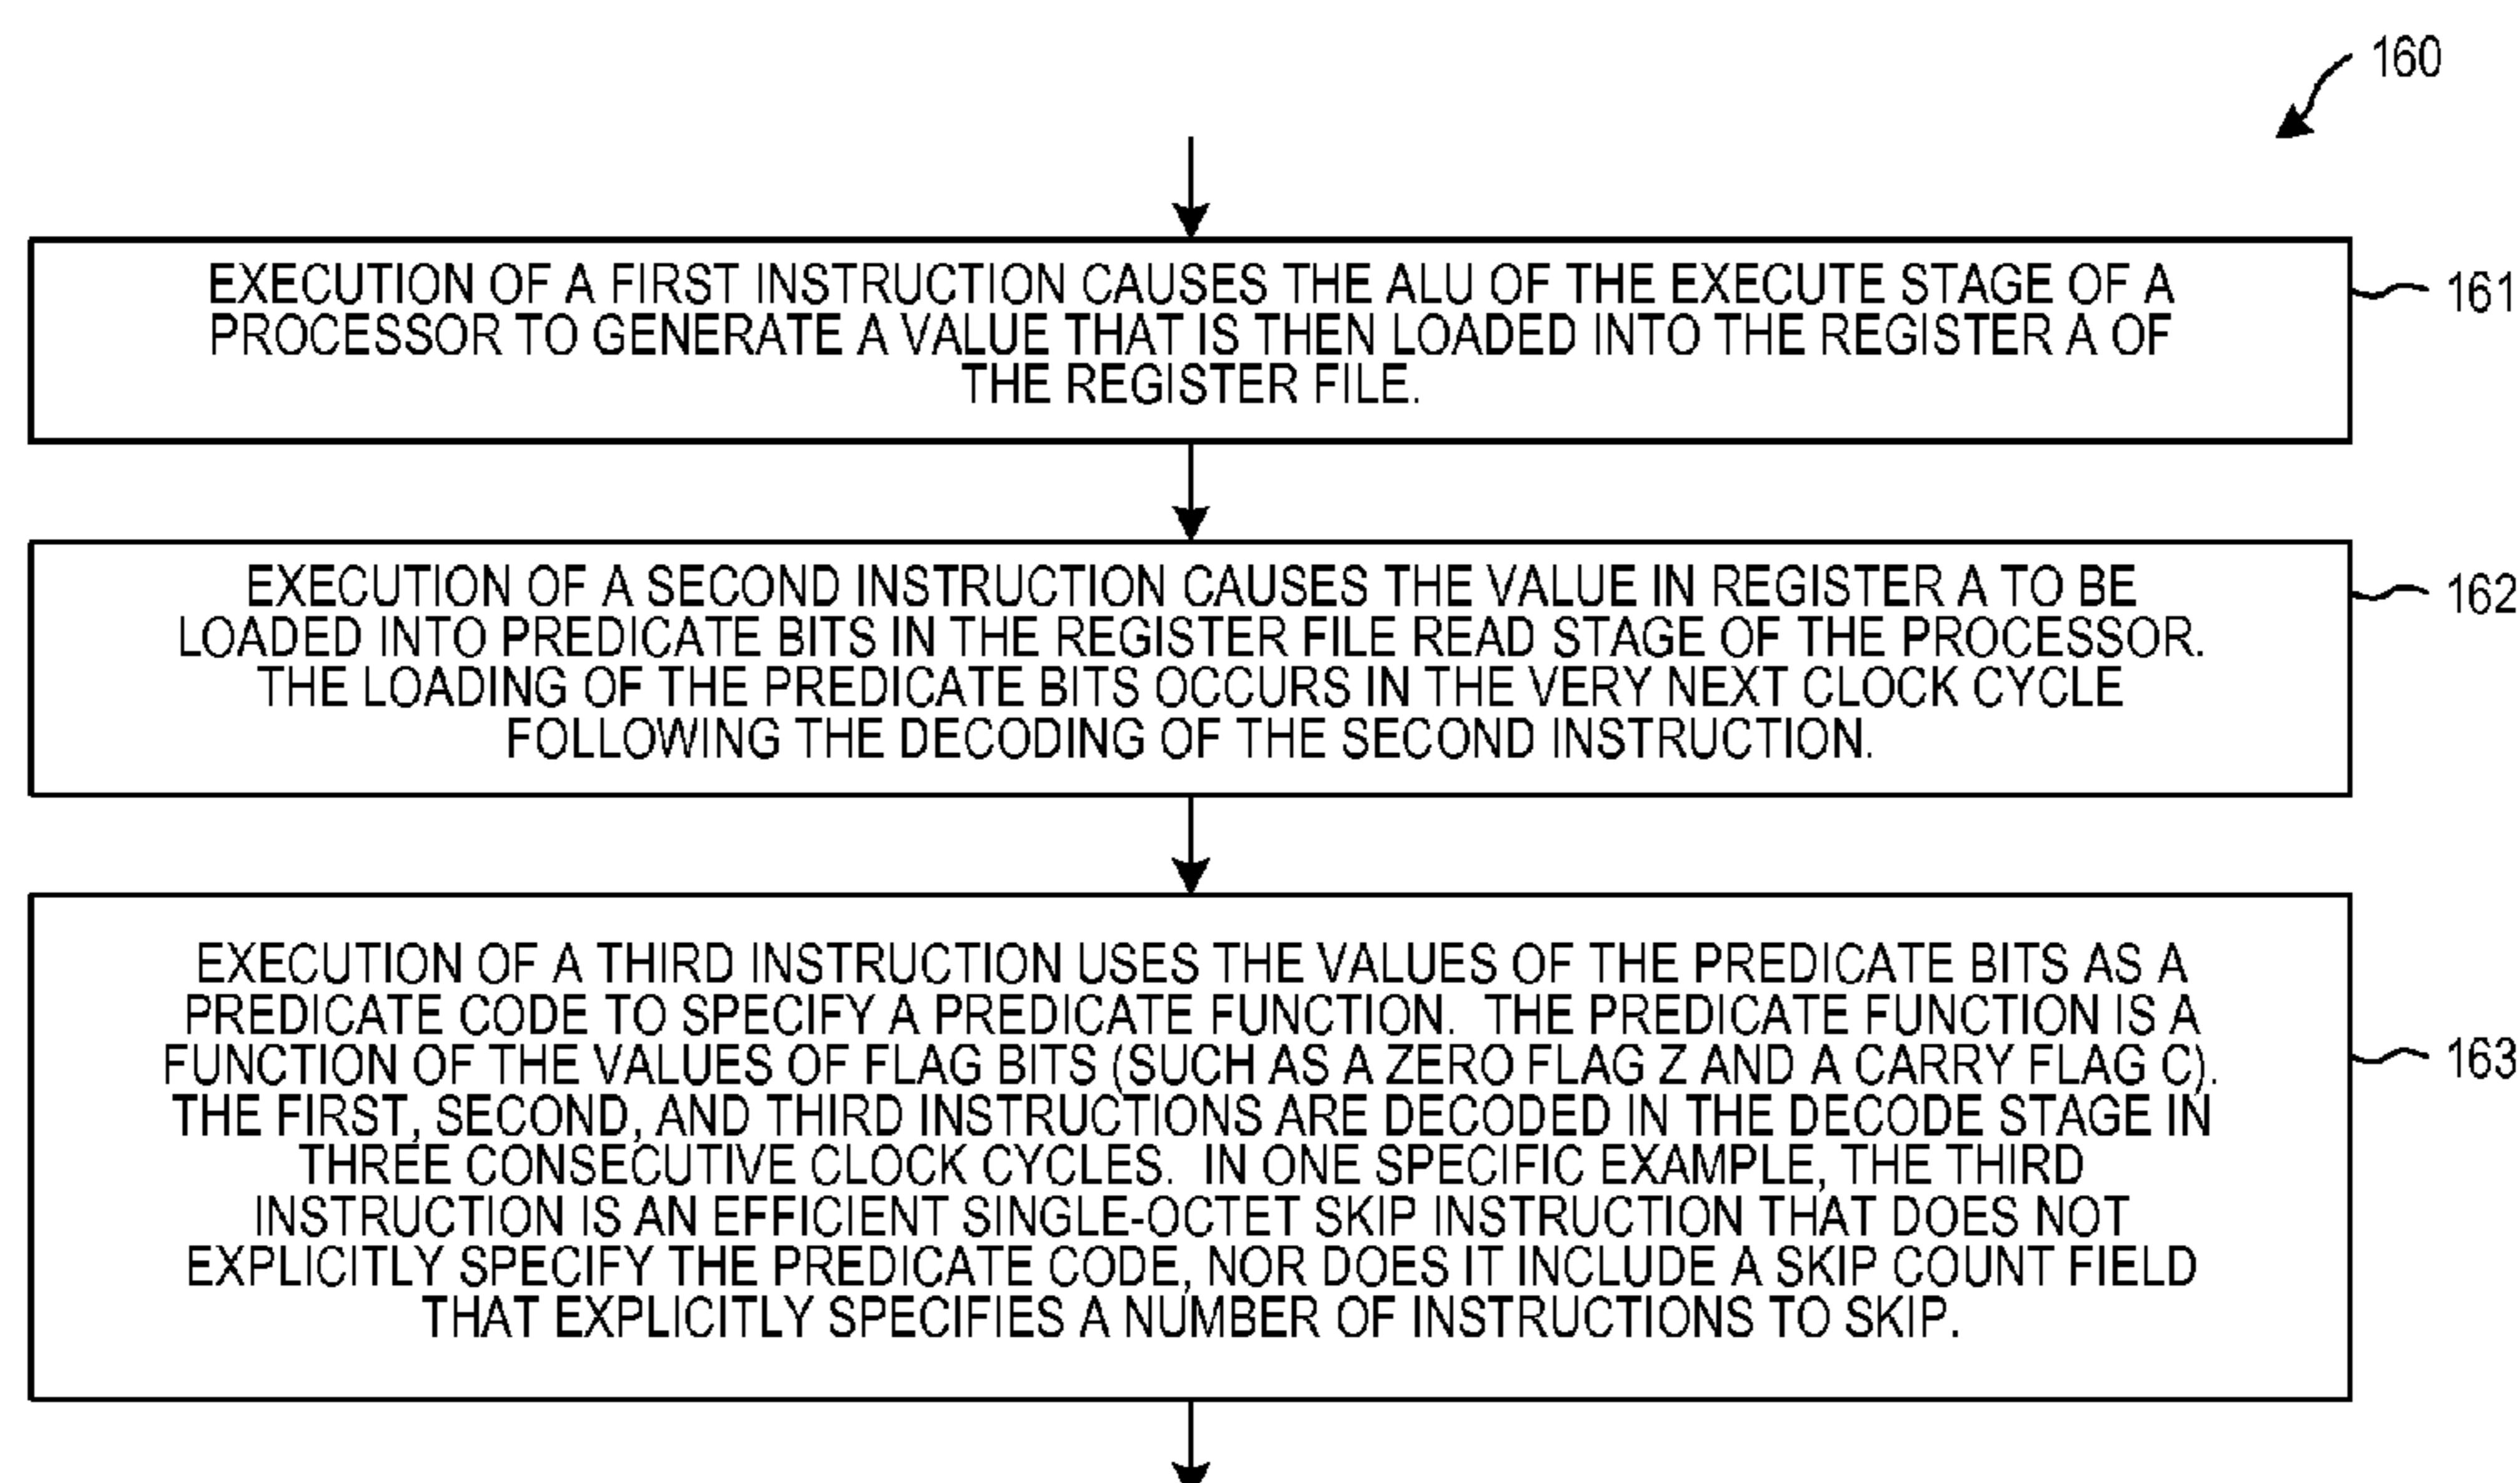 160
EXECUTION OF A FIRST INSTRUCTION CAUSES THE ALU OF THE EXECUTE STAGE OF A
PROCESSOR TO GENERATE A VALUE THAT IS THEN LOADED INTO THE REGISTER A OF
THE REGISTER FILE.
161
EXECUTION OF A SECOND INSTRUCTION CAUSES THE VALUE IN REGISTER A TO BE
LOADED INTO PREDICATE BITS IN THE REGISTER FILE READ STAGE OF THE PROCESSOR.
THE LOADING OF THE PREDICATE BITS OCCURS IN THE VERY NEXT CLOCK CYCLE
FOLLOWING THE DECODING OF THE SECOND INSTRUCTION.
162
EXECUTION OF A THIRD INSTRUCTION USES THE VALUES OF THE PREDICATE BITS AS A
PREDICATE CODE TO SPECIFY A PREDICATE FUNCTION. THE PREDICATE FUNCTION IS A
FUNCTION OF THE VALUES OF FLAG BITS (SUCH AS A ZERO FLAG Z AND A CARRY FLAG C).
THE FIRST, SECOND, AND THIRD INSTRUCTIONS ARE DECODED IN THE DECODE STAGE IN
THREE CONSECUTIVE CLOCK CYCLES. IN ONE SPECIFIC EXAMPLE, THE THIRD
INSTRUCTION IS AN EFFICIENT SINGLE-OCTET SKIP INSTRUCTION THAT DOES NOT
EXPLICITLY SPECIFY THE PREDICATE CODE, NOR DOES IT INCLUDE A SKIP COUNT FIELD
THAT EXPLICITLY SPECIFIES A NUMBER OF INSTRUCTIONS TO SKIP.
163